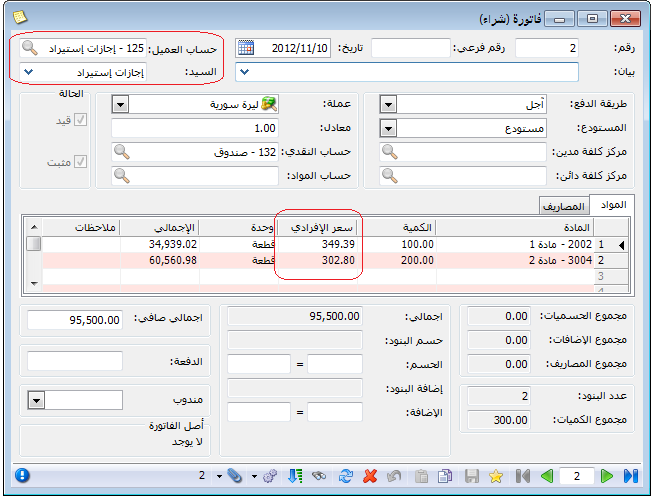 فاتورة (شراء)
رقم: 2 رقم فرعي: تاريخ: 2012/11/10 حساب العميل: 125 - إجازات إستيراد
بيان: السيد: إجازات إستيراد
طريقة الدفع: آجل عملة: ليرة سورية الحالة
المستودع: مستودع معادل: 1.00 قيد
مركز كلفة مدين: حساب النقدي: 132 - صندوق مثبت
مركز كلفة دائن: حساب المواد:
المواد المصاريف
المادة الكمية سعر الإفرادي وحدة الإجمالي ملاحظات
1 2002 - مادة 1 100.00 349.39 قطعة 34,939.02
2 3004 - مادة 2 200.00 302.80 قطعة 60,560.98
3
4
مجموع الحسميات: 0.00 اجمالي: 95,500.00 اجمالي صافي: 95,500.00
مجموع الإضافات: 0.00 حسم البنود:
مجموع المصاريف: 0.00 الحسم: = الدفعة:
عدد البنود: 2 إضافة البنود: مندوب
مجموع الكميات: 300.00 الإضافة: = أصل الفاتورة
لا يوجد
2 2